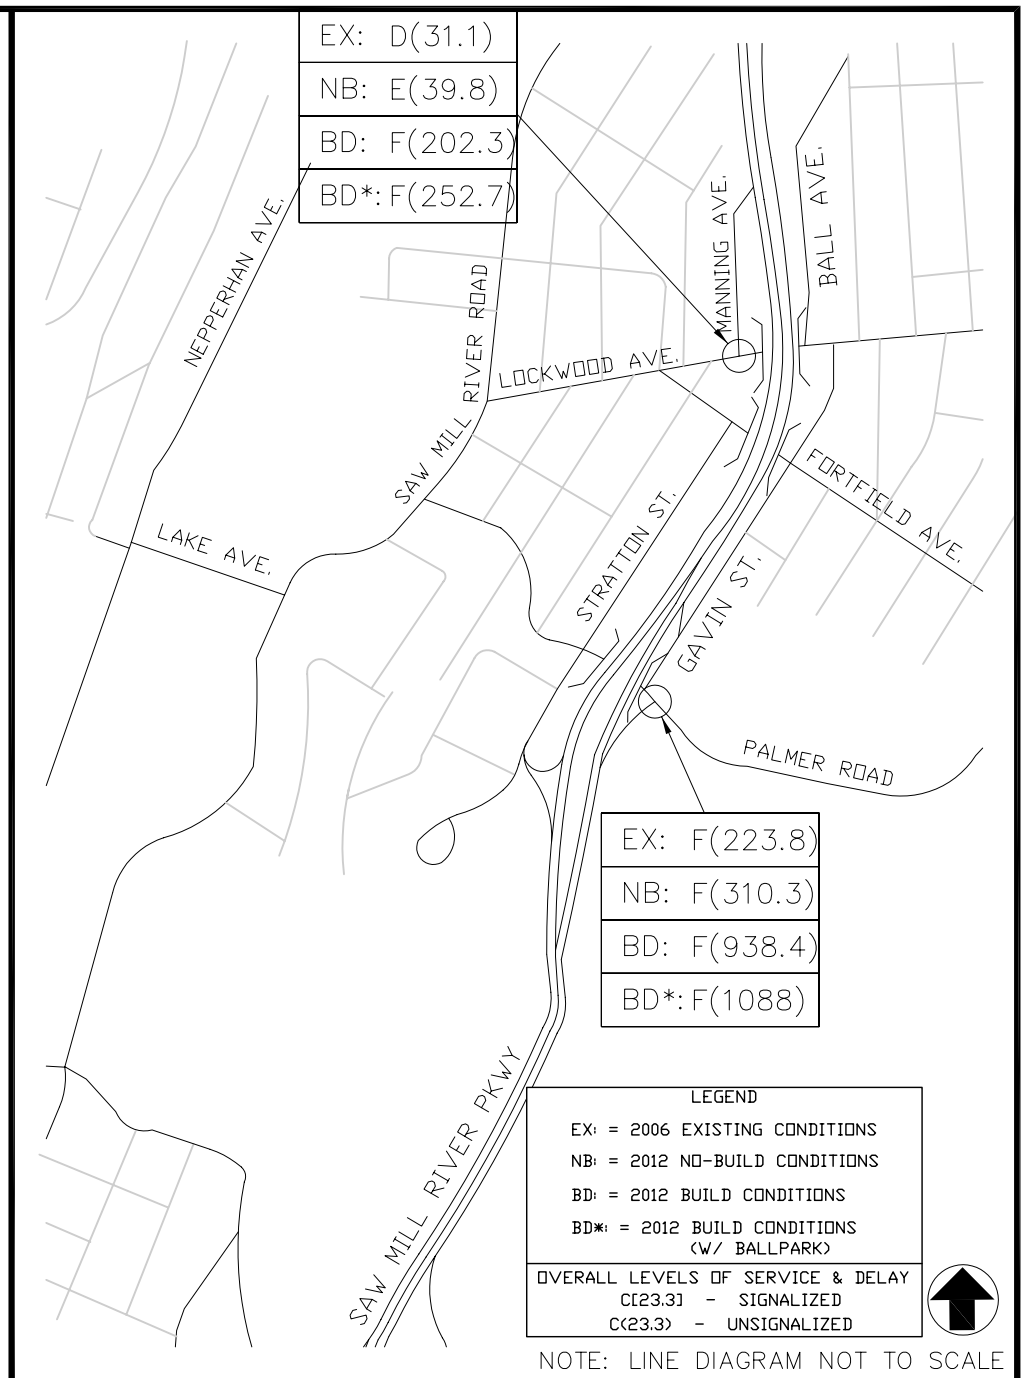 EX: D(31.1)
NB: E(39.8)
BD: F(202.3)
BD*: F(252.7)
NEPPERHAN AVE.
SAW MILL RIVER ROAD
MANNING AVE.
BALL AVE.
LOCKWOOD AVE.
FORTFIELD AVE.
LAKE AVE.
STRATTON ST.
GAVIN ST.
PALMER ROAD
EX: F(223.8)
NB: F(310.3)
BD: F(938.4)
BD*: F(1088)
SAW MILL RIVER PKWY
LEGEND
EX: = 2006 EXISTING CONDITIONS
NB: = 2012 NO-BUILD CONDITIONS
BD: = 2012 BUILD CONDITIONS
BD*: = 2012 BUILD CONDITIONS
(W/ BALLPARK)
OVERALL LEVELS OF SERVICE & DELAY
C[23.3] - SIGNALIZED
C(23.3) - UNSIGNALIZED
NOTE: LINE DIAGRAM NOT TO SCALE